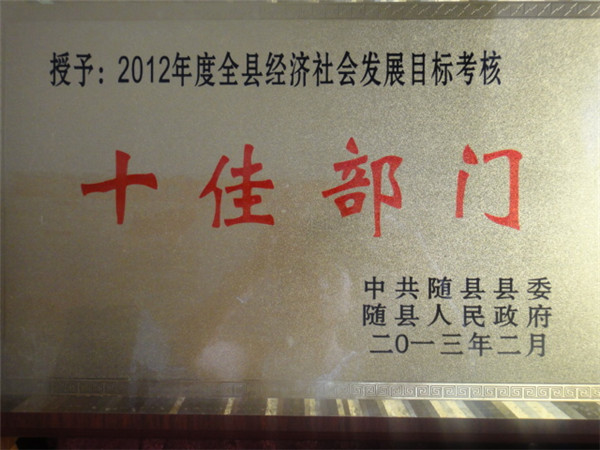 授予：2012年度全县经济社会发展目标考核
十佳部门
中共随县县委
随县人民政府
二0一三年二月